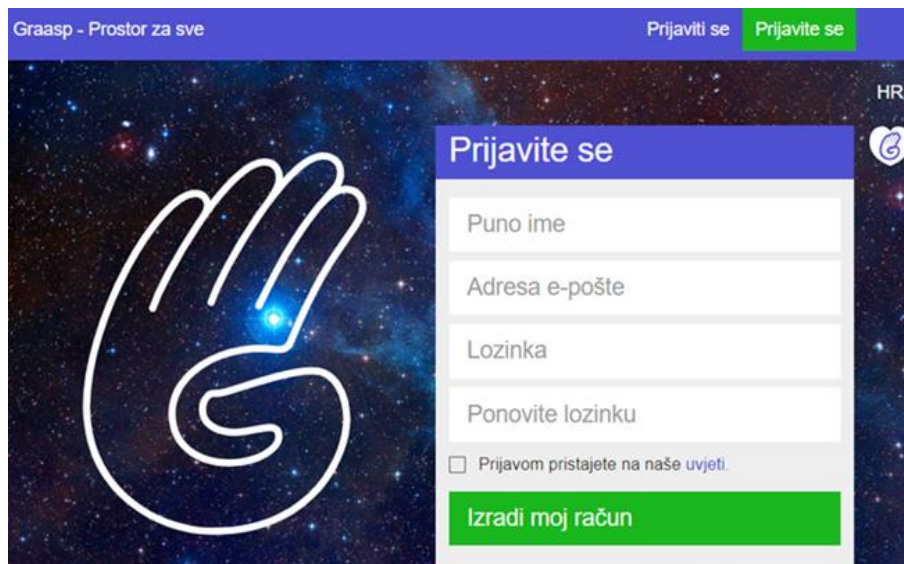 Graasp - Prostor za sve
Prijaviti se
Prijavite se
HR
Prijavite se
Puno ime
Adresa e-pošte
Lozinka
Ponovite lozinku
Prijavom pristajete na naše uvjeti.
Izradi moj račun